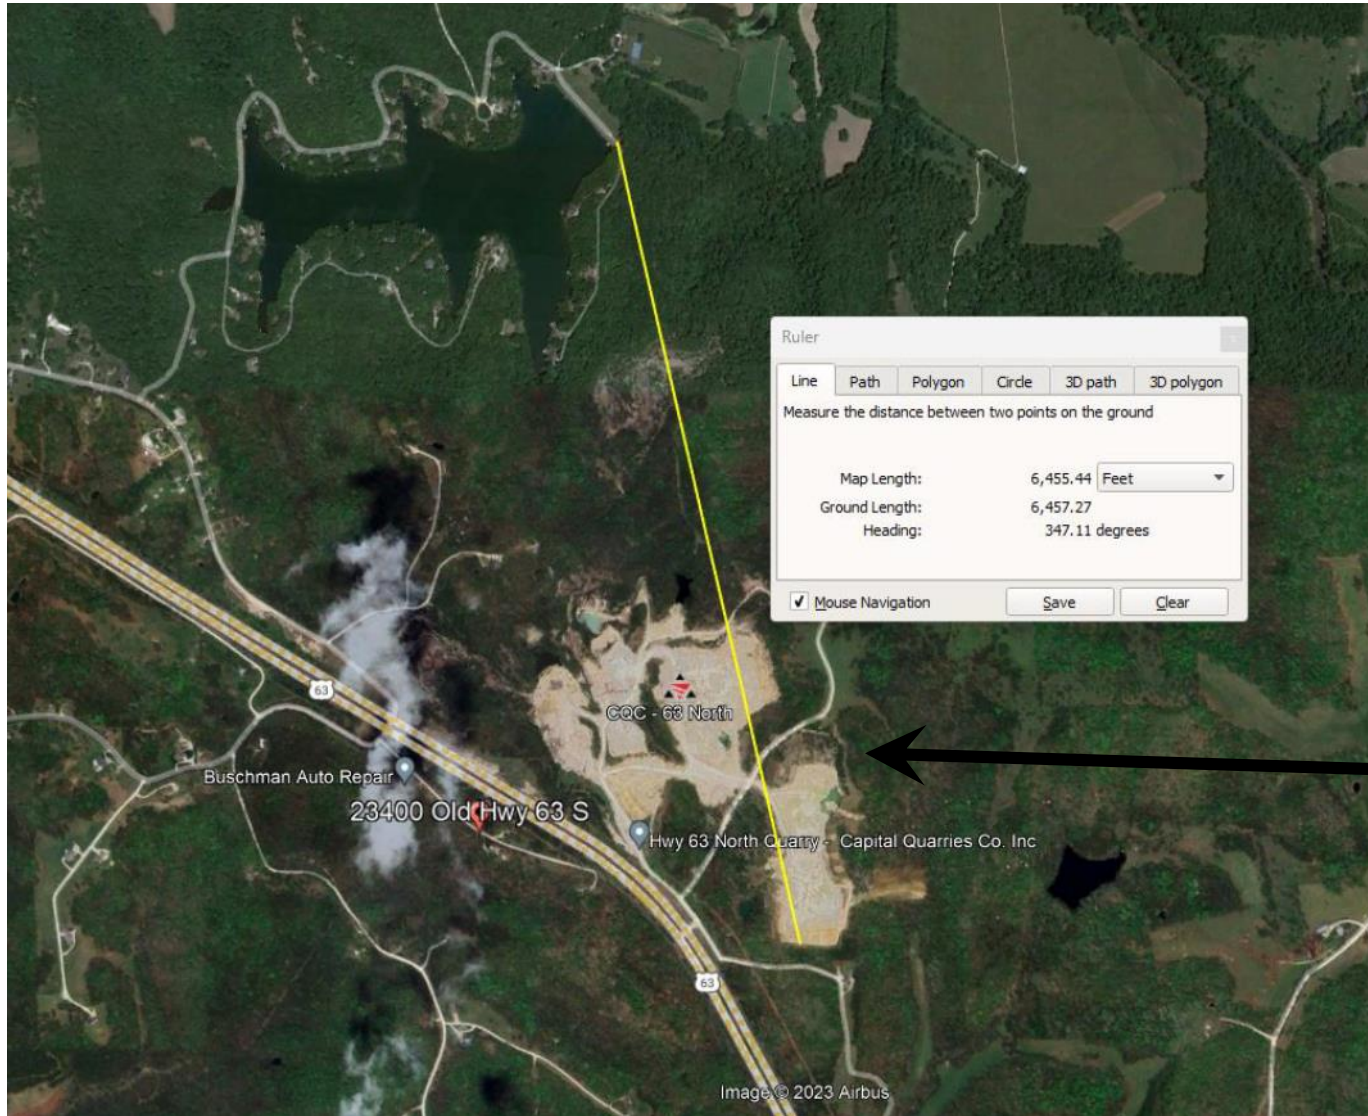 Ruler
Line Path Polygon Circle 3D path 3D polygon
Measure the distance between two points on the ground
Map Length: 6,455.44 Feet
Ground Length: 6,457.27
Heading: 347.11 degrees
Mouse Navigation Save Clear
63
CQC - 63 North
Buschman Auto Repair
23400 Old Hwy 63 S
Hwy 63 North Quarry - Capital Quarries Co. Inc
63
Image © 2023 Airbus